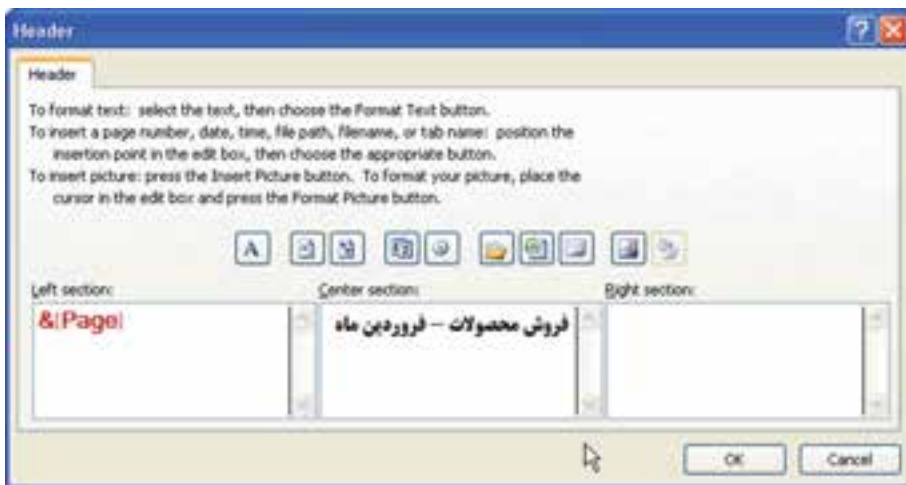 Header
Header
To format text: select the text, then choose the Format Text button.
To insert a page number, date, time, file path, filename, or tab name: position the
insertion point in the edit box, then choose the appropriate button.
To insert picture: press the Insert Picture button. To format your picture, place the
cursor in the edit box and press the Format Picture button.
A
Left section: Center section: Right section:
&[Page] فروش محصولات - فروردین ماه
OK Cancel